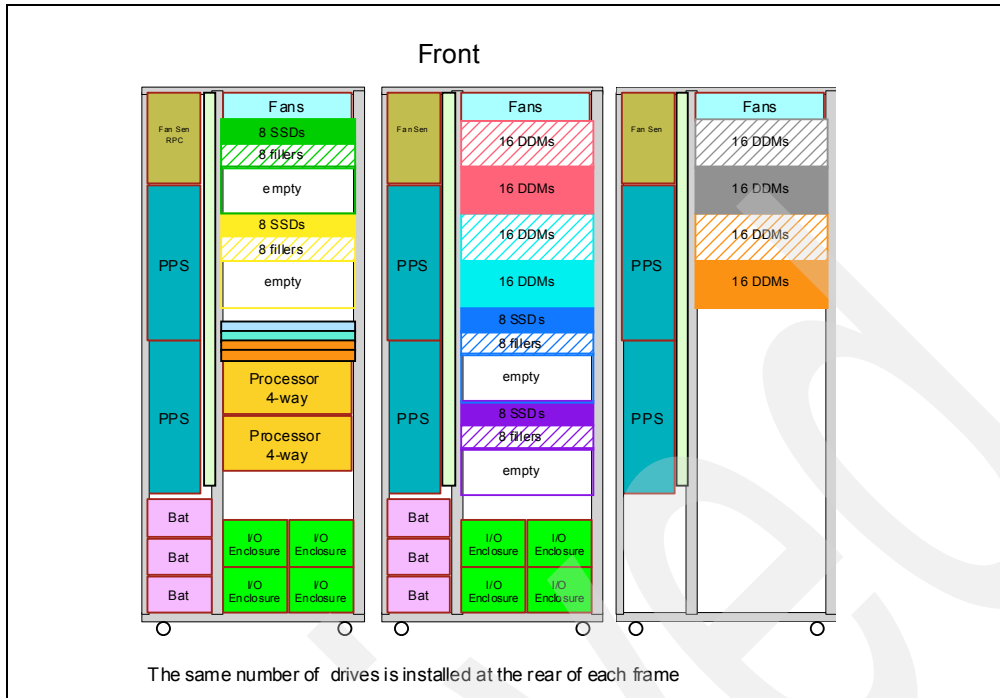 Front
Fan Sen
RPC
PPS
PPS
Bat
Bat
Bat
Fans
8 SSDs
8 fillers
empty
8 SSDs
8 fillers
empty
Processor
4-way
Processor
4-way
I/O
Enclosure
I/O
Enclosure
I/O
Enclosure
I/O
Enclosure
Fan Sen
PPS
PPS
Bat
Bat
Bat
Fans
16 DDMs
16 DDMs
16 DDMs
16 DDMs
8 SSDs
8 fillers
empty
8 SSDs
8 fillers
empty
I/O
Enclosure
I/O
Enclosure
I/O
Enclosure
I/O
Enclosure
Fan Sen
PPS
PPS
Fans
16 DDMs
16 DDMs
16 DDMs
16 DDMs
The same number of drives is installed at the rear of each frame